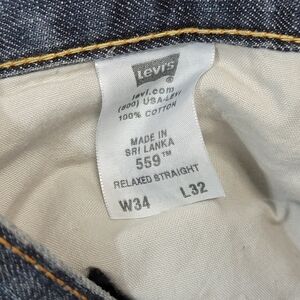 Levi's®
levi.com
(800) USA-LEVI
100% COTTON
MADE IN
SRI LANKA
559™
RELAXED STRAIGHT
W34 L32